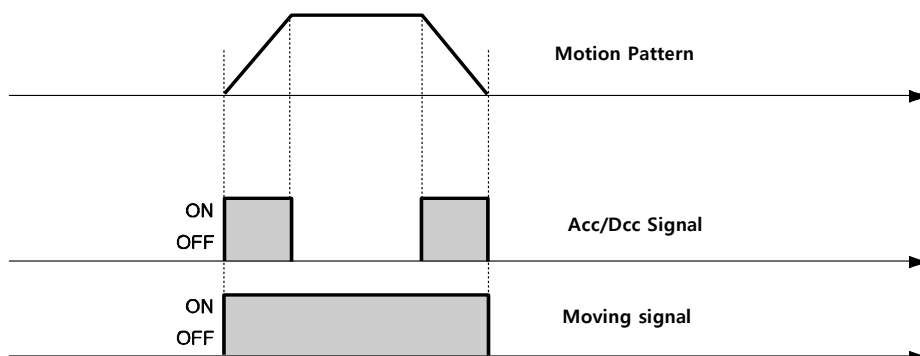 Motion Pattern
ON
OFF
Acc/Dcc Signal
ON
OFF
Moving signal